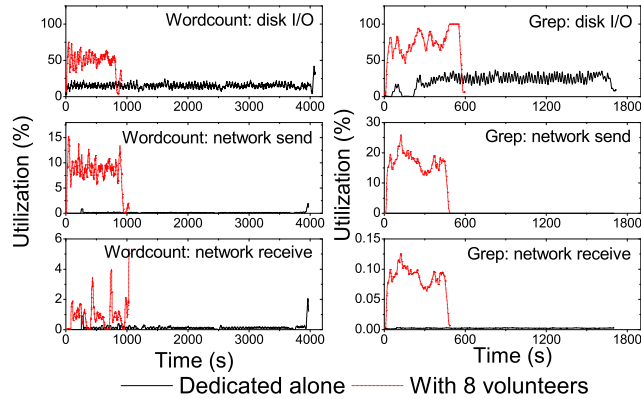 Wordcount: disk I/O
100
75
50
25
0
0 1000 2000 3000 4000
Grep: disk I/O
100
75
50
25
0
0 600 1200 1800
Utilization (%)
Wordcount: network send
15
10
5
0
0 1000 2000 3000 4000
Utilization (%)
Grep: network send
30
20
10
0
0 600 1200 1800
Wordcount: network receive
6
4
2
0
0 1000 2000 3000 4000
Time (s)
Grep: network receive
0.15
0.10
0.05
0.00
0 600 1200 1800
Time (s)
Dedicated alone With 8 volunteers